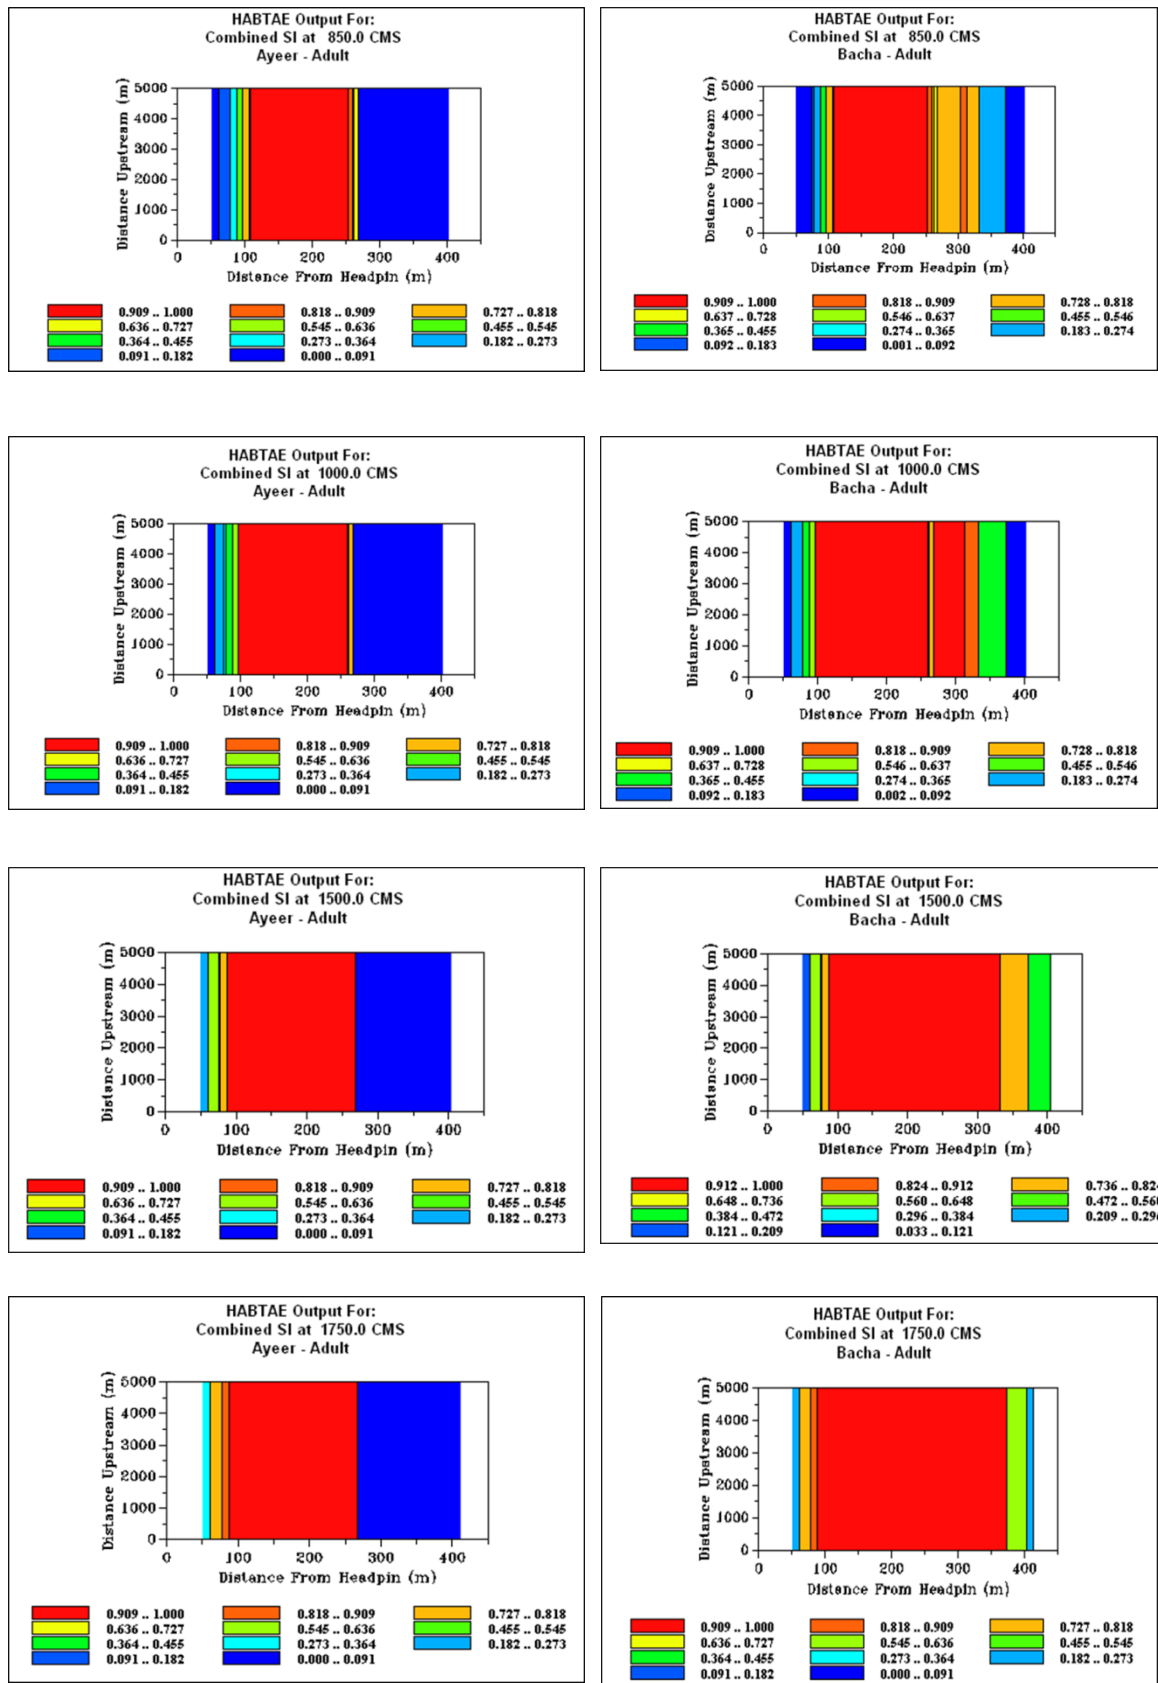 HABTAE Output For:
Combined SI at 850.0 CMS
Ayeer - Adult
Distance Upstream (m)
5000
4000
3000
2000
1000
0
0 100 200 300 400
Distance From Headpin (m)
0.909 .. 1.000 0.818 .. 0.909 0.727 .. 0.818
0.636 .. 0.727 0.545 .. 0.636 0.455 .. 0.545
0.364 .. 0.455 0.273 .. 0.364 0.182 .. 0.273
0.091 .. 0.182 0.000 .. 0.091
HABTAE Output For:
Combined SI at 850.0 CMS
Bacha - Adult
Distance Upstream (m)
5000
4000
3000
2000
1000
0
0 100 200 300 400
Distance From Headpin (m)
0.909 .. 1.000 0.818 .. 0.909 0.728 .. 0.818
0.637 .. 0.728 0.546 .. 0.637 0.455 .. 0.546
0.365 .. 0.455 0.274 .. 0.365 0.183 .. 0.274
0.092 .. 0.183 0.001 .. 0.092
HABTAE Output For:
Combined SI at 1000.0 CMS
Ayeer - Adult
Distance Upstream (m)
5000
4000
3000
2000
1000
0
0 100 200 300 400
Distance From Headpin (m)
0.909 .. 1.000 0.818 .. 0.909 0.727 .. 0.818
0.636 .. 0.727 0.545 .. 0.636 0.455 .. 0.545
0.364 .. 0.455 0.273 .. 0.364 0.182 .. 0.273
0.091 .. 0.182 0.000 .. 0.091
HABTAE Output For:
Combined SI at 1000.0 CMS
Bacha - Adult
Distance Upstream (m)
5000
4000
3000
2000
1000
0
0 100 200 300 400
Distance From Headpin (m)
0.909 .. 1.000 0.818 .. 0.909 0.728 .. 0.818
0.637 .. 0.728 0.546 .. 0.637 0.455 .. 0.546
0.365 .. 0.455 0.274 .. 0.365 0.183 .. 0.274
0.092 .. 0.183 0.002 .. 0.092
HABTAE Output For:
Combined SI at 1500.0 CMS
Ayeer - Adult
Distance Upstream (m)
5000
4000
3000
2000
1000
0
0 100 200 300 400
Distance From Headpin (m)
0.909 .. 1.000 0.818 .. 0.909 0.727 .. 0.818
0.636 .. 0.727 0.545 .. 0.636 0.455 .. 0.545
0.364 .. 0.455 0.273 .. 0.364 0.182 .. 0.273
0.091 .. 0.182 0.000 .. 0.091
HABTAE Output For:
Combined SI at 1500.0 CMS
Bacha - Adult
Distance Upstream (m)
5000
4000
3000
2000
1000
0
0 100 200 300 400
Distance From Headpin (m)
0.912 .. 1.000 0.824 .. 0.912 0.736 .. 0.824
0.648 .. 0.736 0.560 .. 0.648 0.472 .. 0.560
0.384 .. 0.472 0.296 .. 0.384 0.209 .. 0.296
0.121 .. 0.209 0.033 .. 0.121
HABTAE Output For:
Combined SI at 1750.0 CMS
Ayeer - Adult
Distance Upstream (m)
5000
4000
3000
2000
1000
0
0 100 200 300 400
Distance From Headpin (m)
0.909 .. 1.000 0.818 .. 0.909 0.727 .. 0.818
0.636 .. 0.727 0.545 .. 0.636 0.455 .. 0.545
0.364 .. 0.455 0.273 .. 0.364 0.182 .. 0.273
0.091 .. 0.182 0.000 .. 0.091
HABTAE Output For:
Combined SI at 1750.0 CMS
Bacha - Adult
Distance Upstream (m)
5000
4000
3000
2000
1000
0
0 100 200 300 400
Distance From Headpin (m)
0.909 .. 1.000 0.818 .. 0.909 0.727 .. 0.818
0.636 .. 0.727 0.545 .. 0.636 0.455 .. 0.545
0.364 .. 0.455 0.273 .. 0.364 0.182 .. 0.273
0.091 .. 0.182 0.000 .. 0.091